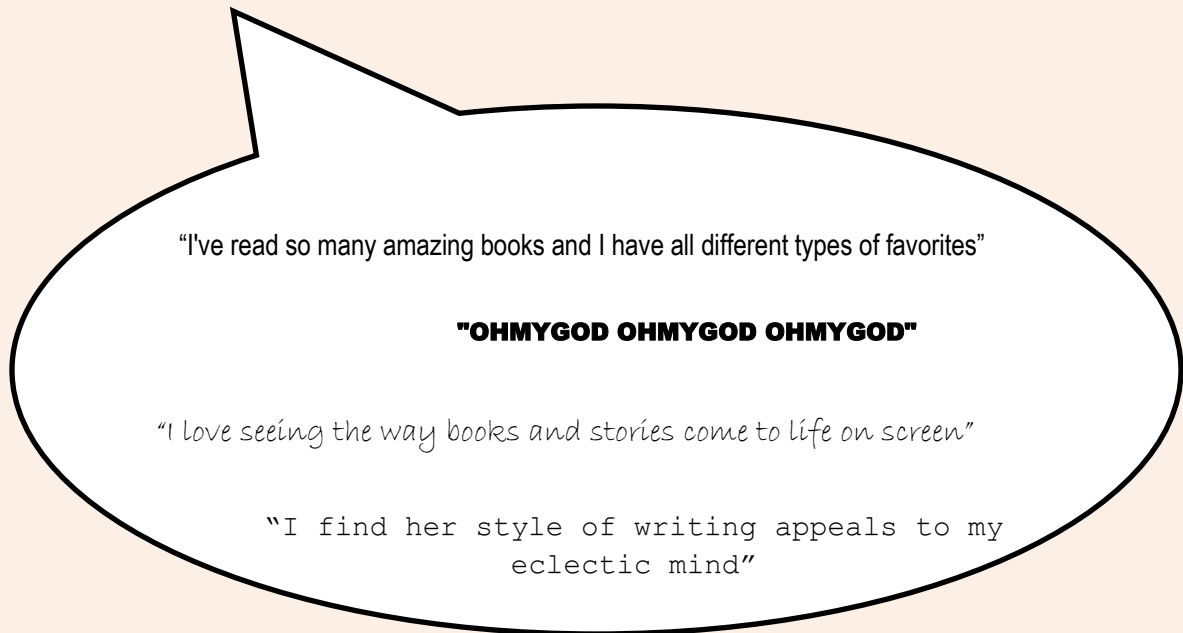 “I've read so many amazing books and I have all different types of favorites”
"OHMYGOD OHMYGOD OHMYGOD"
“I love seeing the way books and stories come to life on screen”
“I find her style of writing appeals to my
eclectic mind”